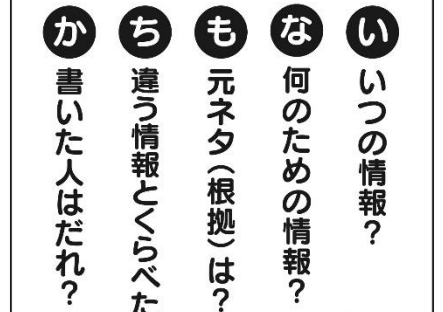 か 書いた人はだれ？
ち 違う情報とくらべた
も 元ネタ（根拠）は？
な 何のための情報？
い いつの情報？